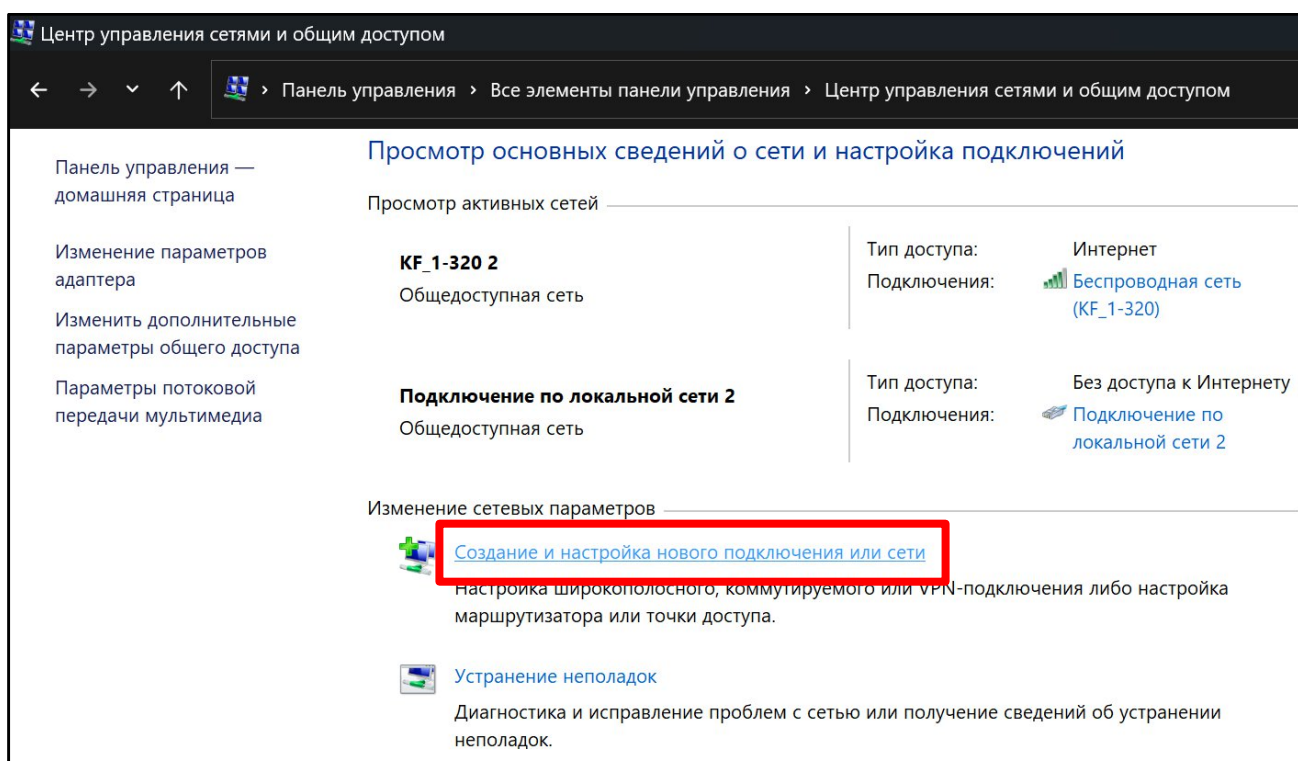 Центр управления сетями и общим доступом
Панель управления > Все элементы панели управления > Центр управления сетями и общим доступом
Панель управления —
домашняя страница
Изменение параметров
адаптера
Изменить дополнительные
параметры общего доступа
Параметры потоковой
передачи мультимедиа
Просмотр основных сведений о сети и настройка подключений
Просмотр активных сетей
KF_1-320 2
Общедоступная сеть
Тип доступа: Интернет
Подключения: Беспроводная сеть
(KF_1-320)
Подключение по локальной сети 2
Общедоступная сеть
Тип доступа: Без доступа к Интернету
Подключения: Подключение по
локальной сети 2
Изменение сетевых параметров
Создание и настройка нового подключения или сети
Настройка широкополосного, коммутируемого или VPN-подключения либо настройка
маршрутизатора или точки доступа.
Устранение неполадок
Диагностика и исправление проблем с сетью или получение сведений об устранении
неполадок.